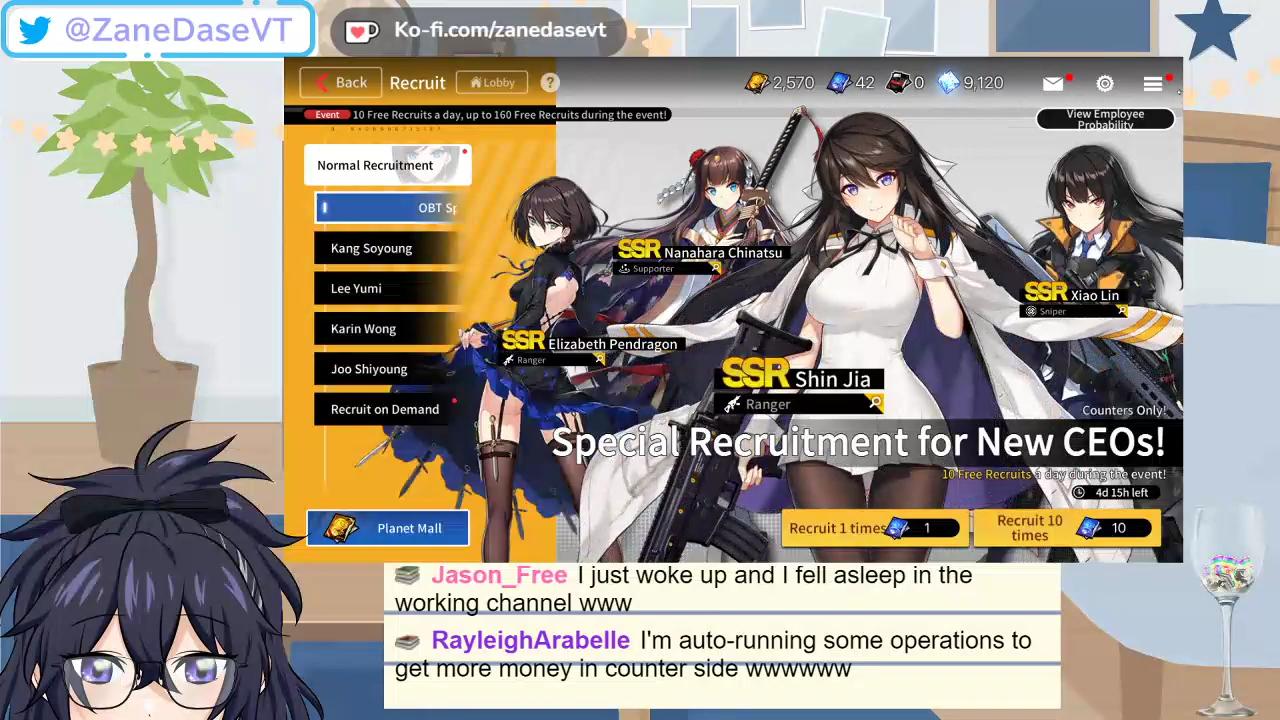 @ZaneDaseVT
Ko-fi.com/zanedasevt
Back
Recruit
Lobby
?
2,570
42
0
9,120
Event 10 Free Recruits a day, up to 160 Free Recruits during the event!
View Employee
Probability
Normal Recruitment
OBT Sp
Kang Soyoung
Lee Yumi
Karin Wong
Joo Shiyoung
Recruit on Demand
Planet Mall
SSR Nanahara Chinatsu
Supporter
SSR Xiao Lin
Sniper
SSR Elizabeth Pendragon
Ranger
SSR Shin Jia
Ranger
Counters Only!
Special Recruitment for New CEOs!
10 Free Recruits a day during the event!
4d 15h left
Recruit 1 times
1
Recruit 10
times
10
Jason_Free I just woke up and I fell asleep in the
working channel www
RayleighArabelle I'm auto-running some operations to
get more money in counter side wwwwww